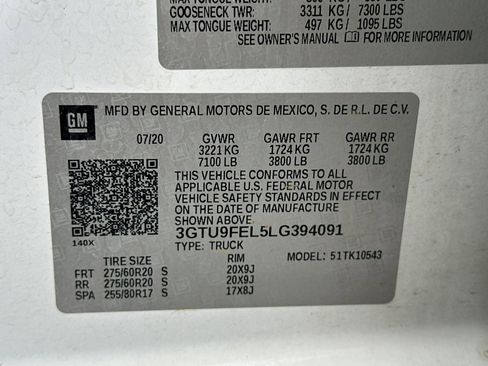 MAX TONGUE WEIGHT:
GOOSENECK TWR: 3311 KG / 7300 LBS
MAX TONGUE WEIGHT: 497 KG / 1095 LBS
SEE OWNER'S MANUAL FOR MORE INFORMATION
GM
MFD BY GENERAL MOTORS DE MEXICO, S. DE R.L. DE C.V.
07/20 GVWR GAWR FRT GAWR RR
3221 KG 1724 KG 1724 KG
7100 LB 3800 LB 3800 LB
THIS VEHICLE CONFORMS TO ALL
APPLICABLE U.S. FEDERAL MOTOR
VEHICLE SAFETY STANDARDS IN EFFECT
ON THE DATE OF MANUFACTURE
SHOWN ABOVE.
3GTU9FEL5LG394091
140X
TYPE: TRUCK
MODEL: 51TK10543
TIRE SIZE RIM
FRT 275/60R20 S 20X9J
RR 275/60R20 S 20X9J
SPA 255/80R17 S 17X8J